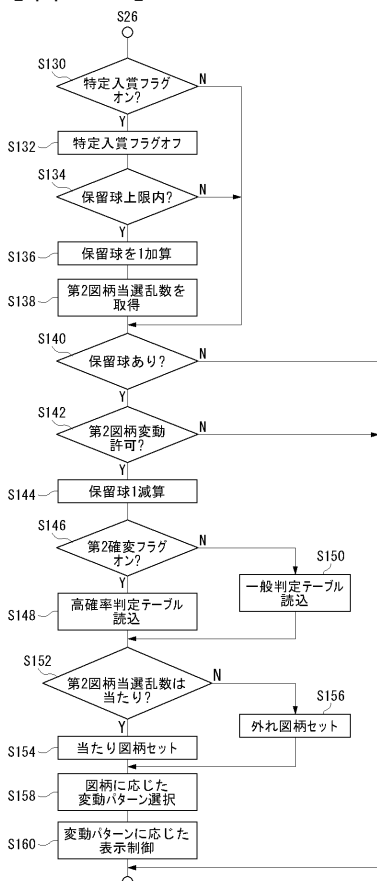 S26
S130
特定入賞フラグ
オン?
N
Y
S132
特定入賞フラグオフ
S134
保留球上限内?
N
Y
S136
保留球を1加算
S138
第2図柄当選乱数を
取得
S140
保留球あり?
N
Y
S142
第2図柄変動
許可?
N
Y
S144
保留球1減算
S146
第2確変フラグ
オン?
N
Y
S150
一般判定テーブル
読込
S148
高確率判定テーブル
読込
S152
第2図柄当選乱数は
当たり?
N
Y
S156
外れ図柄セット
S154
当たり図柄セット
S158
図柄に応じた
変動パターン選択
S160
変動パターンに応じた
表示制御